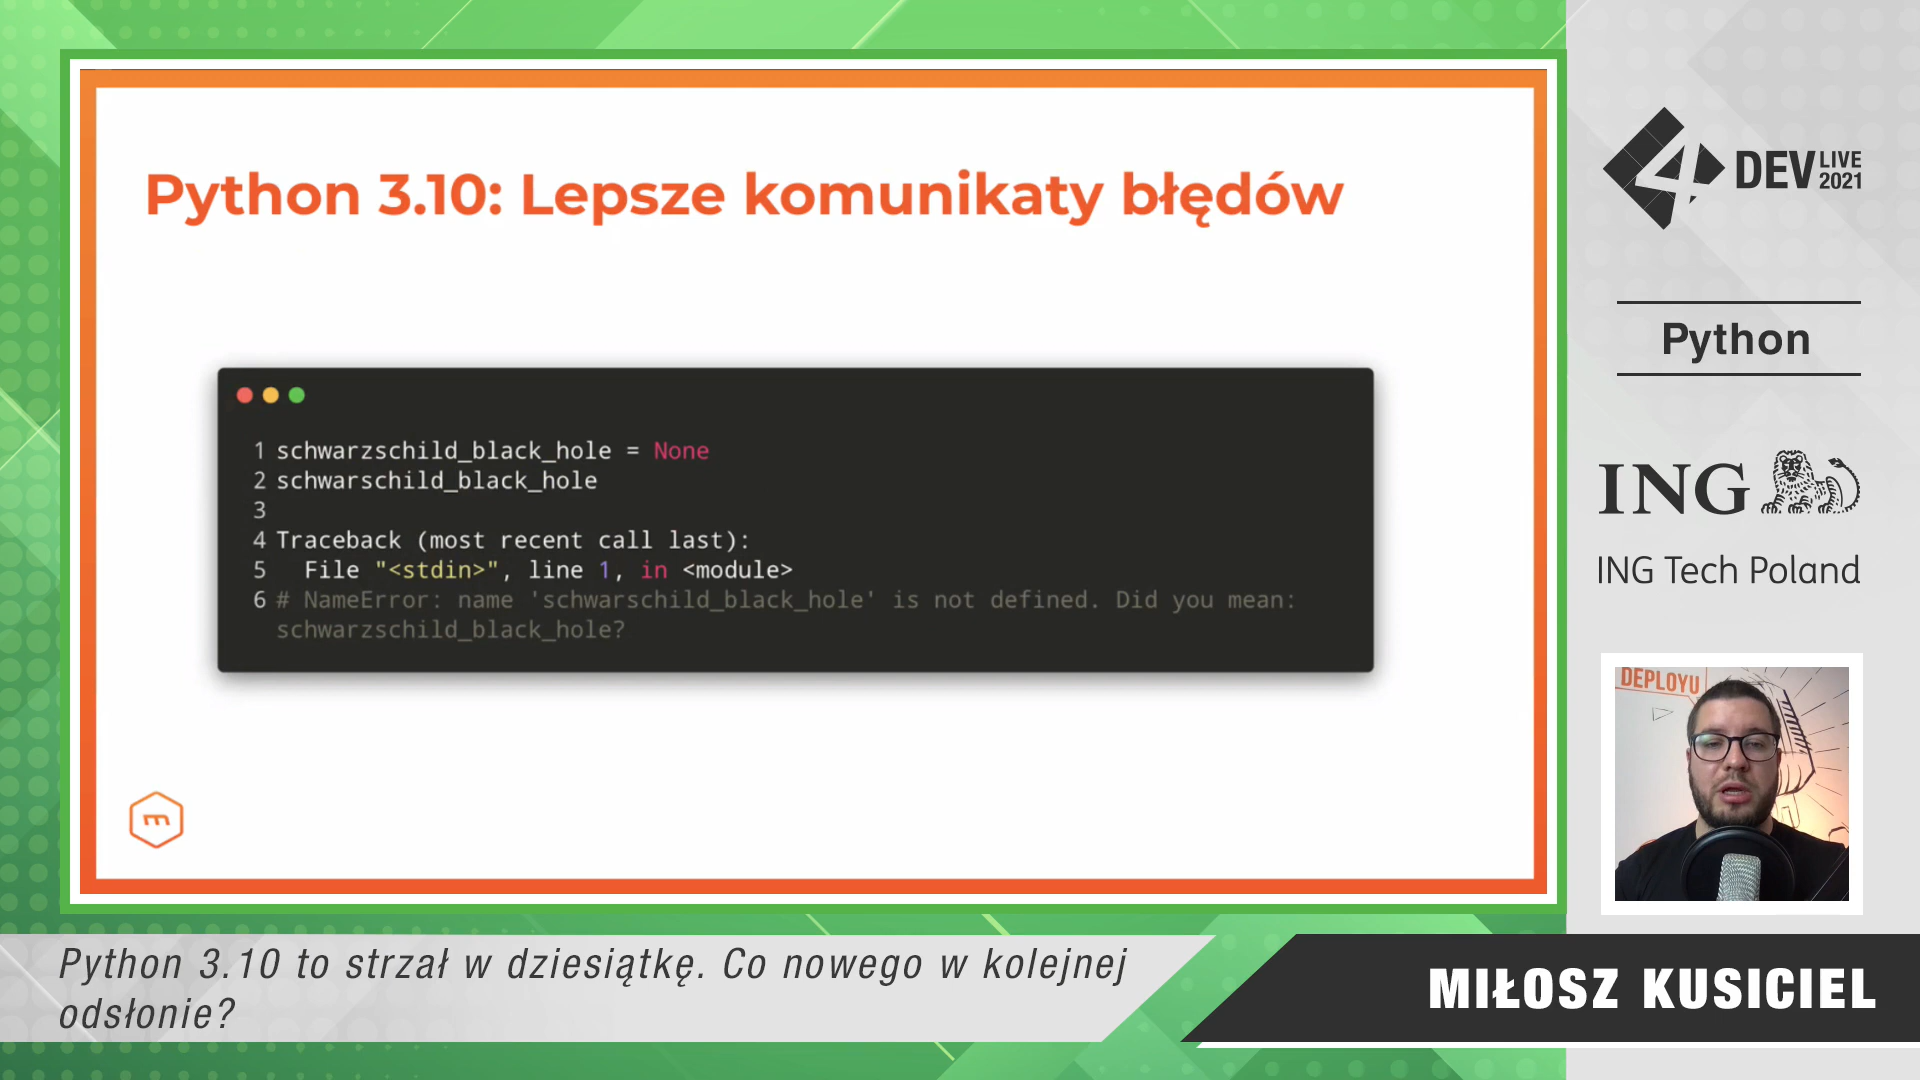 Python 3.10: Lepsze komunikaty błędów
1 schwarzschild_black_hole = None
2 schwarschild_black_hole
3
4 Traceback (most recent call last):
5   File "<stdin>", line 1, in <module>
6 # NameError: name 'schwarschild_black_hole' is not defined. Did you mean:
schwarzschild_black_hole?
m
4 DEV LIVE 2021
Python
ING
ING Tech Poland
DEPLOYU
Python 3.10 to strzał w dziesiątkę. Co nowego w kolejnej
odsłonie?
MIŁOSZ KUSICIEL